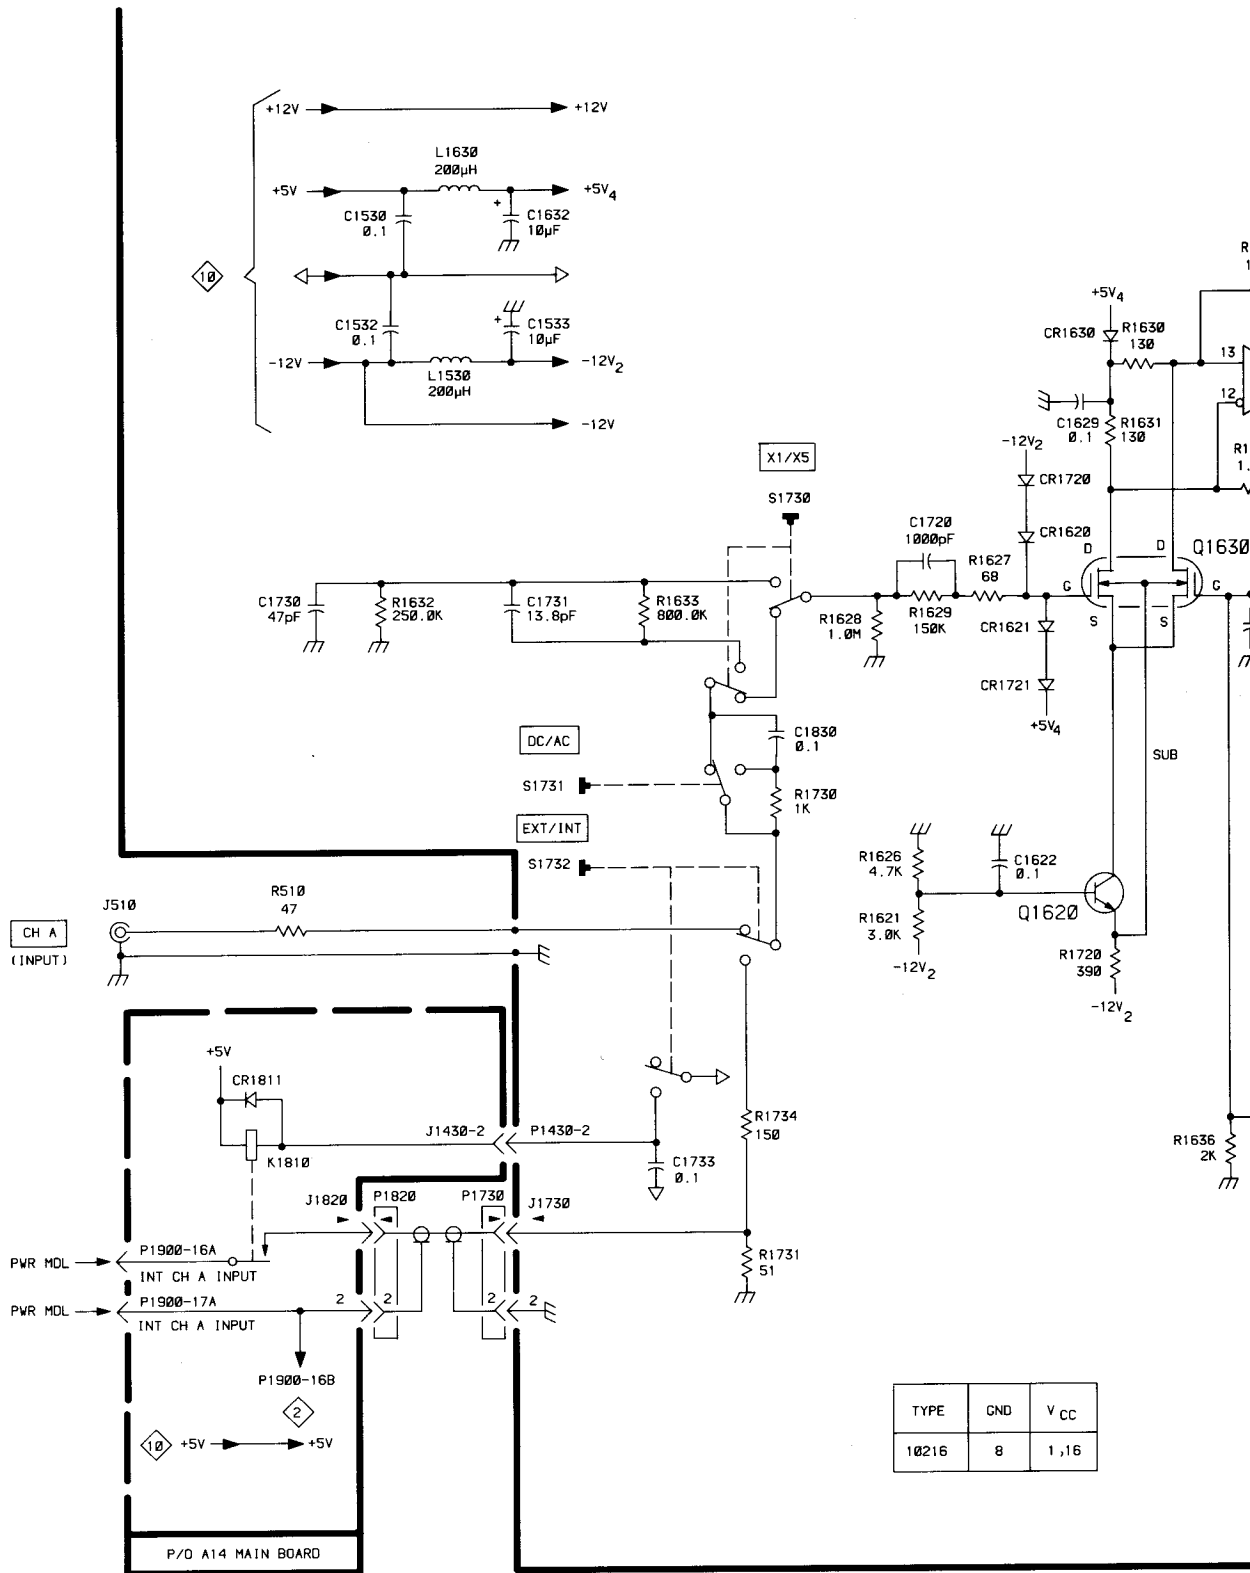 +12V
+12V
L1630
200µH
+5V
+5V4
C1530
0.1
+
C1632
10µF
10
C1532
0.1
+
C1533
10µF
-12V
-12V2
L1530
200µH
-12V
R
1
+5V4
CR1630
R1630
130
13
12
C1629
0.1
R1631
130
R1
1.
-12V2
CR1720
CR1620
X1/X5
S1730
C1720
1000pF
R1627
68
D
D
Q1630
G
G
S
S
C1730
47pF
R1632
250.0K
C1731
13.8pF
R1633
800.0K
R1628
1.0M
R1629
150K
CR1621
CR1721
+5V4
SUB
DC/AC
S1731
C1830
0.1
R1730
1K
EXT/INT
S1732
R1626
4.7K
C1622
0.1
R1621
3.0K
Q1620
-12V2
R1720
390
-12V2
J510
R510
47
CH A
(INPUT)
+5V
CR1811
K1810
J1430-2
P1430-2
C1733
0.1
R1734
150
R1636
2K
J1820
P1820
P1730
J1730
R1731
51
PWR MDL
P1900-16A
INT CH A INPUT
PWR MDL
P1900-17A
INT CH A INPUT
2
2
2
2
P1900-16B
2
10
+5V
+5V
TYPE GND VCC
10216 8 1,16
P/O A14 MAIN BOARD